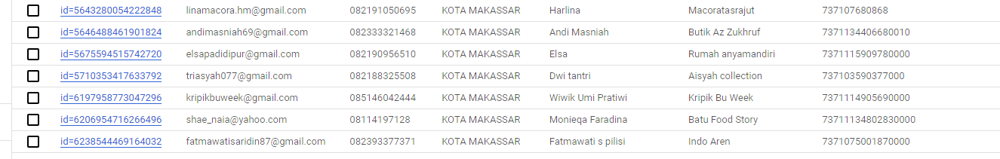 id=5643280054222848 linamacora.hm@gmail.com 082191050695 KOTA MAKASSAR Harlina Macoratasrajut 737107680868
id=5646488461901824 andimasniah69@gmail.com 082333321468 KOTA MAKASSAR Andi Masniah Butik Az Zukhruf 7371134406680010
id=5675594515742720 elsapadidipur@gmail.com 082190956510 KOTA MAKASSAR Elsa Rumah anyamandiri 7371115909780000
id=5710353417633792 triasyah077@gmail.com 082188325508 KOTA MAKASSAR Dwi tantri Aisyah collection 737103590377000
id=6197958773047296 kripikbuweek@gmail.com 085146042444 KOTA MAKASSAR Wiwik Umi Pratiwi Kripik Bu Week 7371114905690000
id=6206954716266496 shae_naia@yahoo.com 08114197128 KOTA MAKASSAR Monieqa Faradina Batu Food Story 73711134802830000
id=6238544469164032 fatmawatisaridin87@gmail.com 082393377371 KOTA MAKASSAR Fatmawati s pilisi Indo Aren 7371075001870000